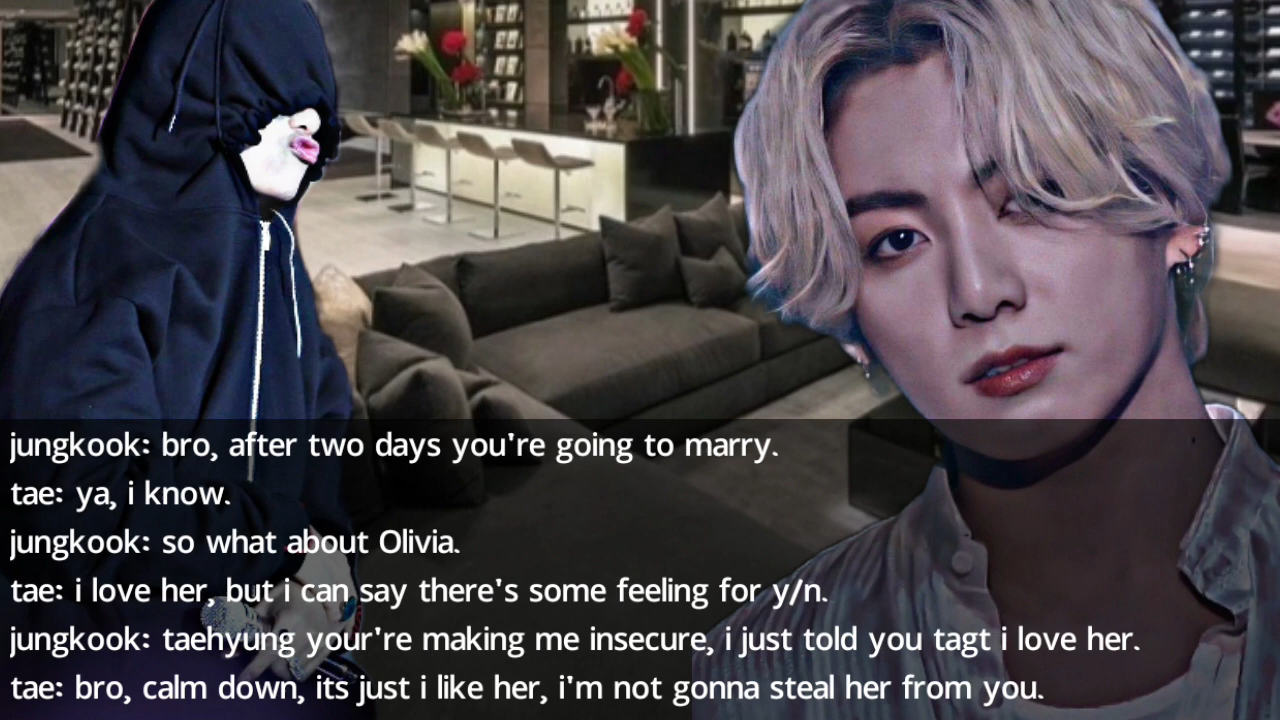 jungkook: bro, after two days you're going to marry.
tae: ya, i know.
jungkook: so what about Olivia.
tae: i love her, but i can say there's some feeling for y/n.
jungkook: taehyung your're making me insecure, i just told you tagt i love her.
tae: bro, calm down, its just i like her, i'm not gonna steal her from you.